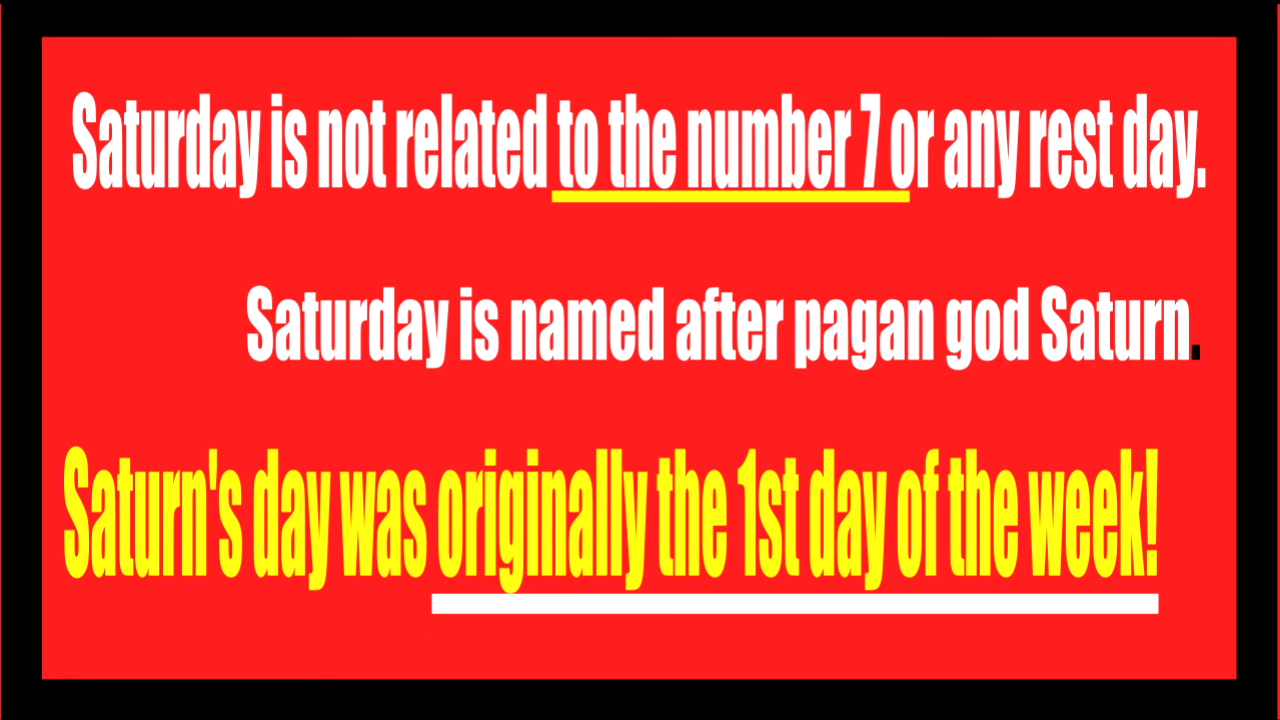 Saturday is not related to the number 7 or any rest day.
Saturday is named after pagan god Saturn.
Saturn's day was originally the 1st day of the week!